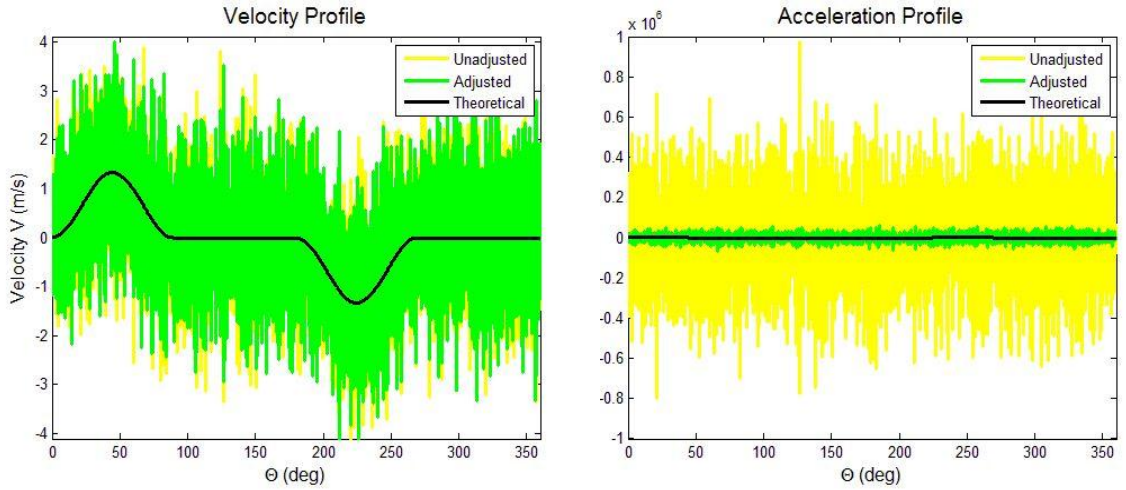 Velocity Profile
Unadjusted
Adjusted
Theoretical
Velocity V (m/s)
4
3
2
1
0
-1
-2
-3
-4
0 50 100 150 200 250 300 350
Θ (deg)
Acceleration Profile
x 10^6
Unadjusted
Adjusted
Theoretical
1
0.8
0.6
0.4
0.2
0
-0.2
-0.4
-0.6
-0.8
-1
0 50 100 150 200 250 300 350
Θ (deg)